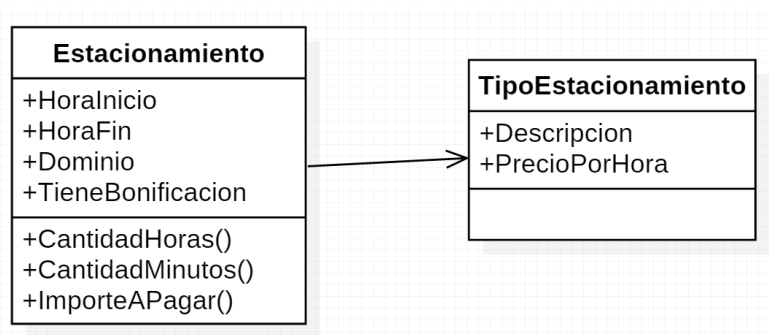 Estacionamiento
+HoraInicio
+HoraFin
+Dominio
+TieneBonificacion
+CantidadHoras()
+CantidadMinutos()
+ImporteAPagar()
TipoEstacionamiento
+Descripcion
+PrecioPorHora